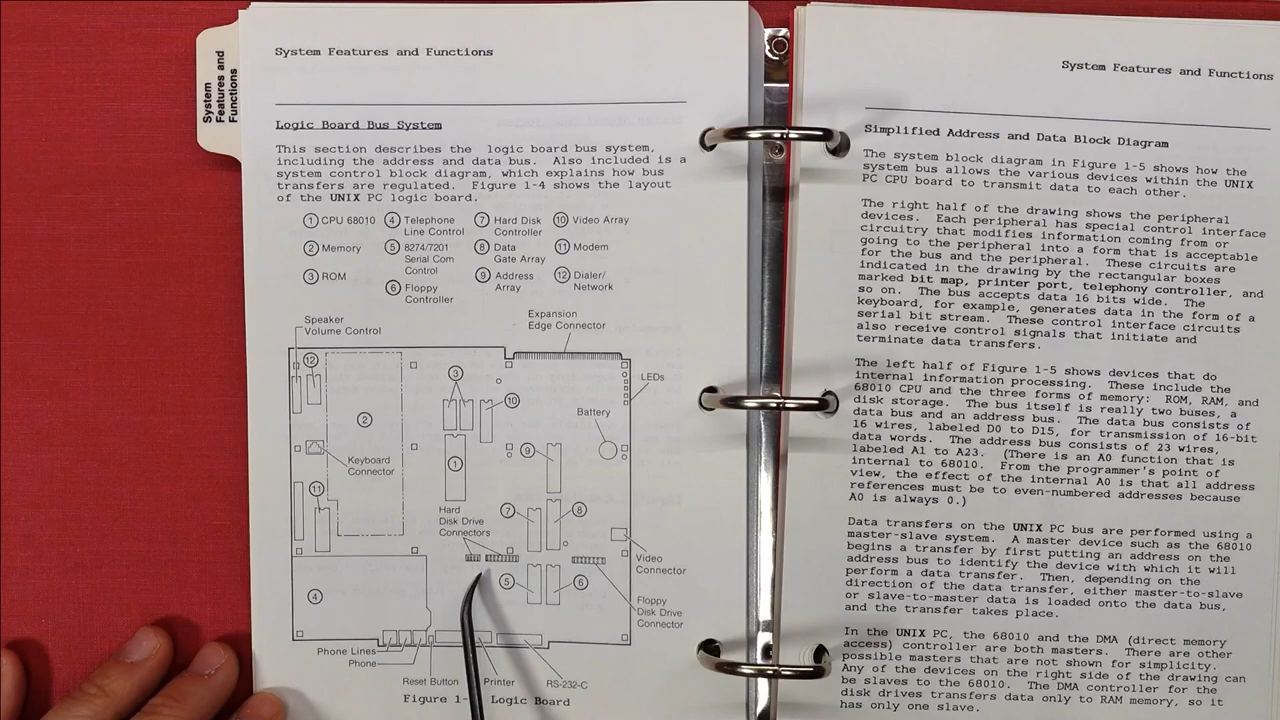 System
Features and
Functions
System Features and Functions
Logic Board Bus System
This section describes the logic board bus system,
including the address and data bus. Also included is a
system control block diagram, which explains how bus
transfers are regulated. Figure 1-4 shows the layout
of the UNIX PC logic board.
1 CPU 68010
2 Memory
3 ROM
4 Telephone
Line Control
5 8274/7201
Serial Com
Control
6 Floppy
Controller
7 Hard Disk
Controller
8 Data
Gate Array
9 Address
Array
10 Video Array
11 Modem
12 Dialer/
Network
Speaker
Volume Control
Expansion
Edge Connector
12
3
LEDs
10
2
Battery
Keyboard
Connector
9
1
11
Hard
Disk Drive
Connectors
7
8
Video
Connector
4
5
6
Floppy
Disk Drive
Connector
Phone Lines
Phone
Reset Button
Printer
RS-232-C
Figure 1- Logic Board
System Features and Functions
Simplified Address and Data Block Diagram
The system block diagram in Figure 1-5 shows how the
system bus allows the various devices within the UNIX
PC CPU board to transmit data to each other.
The right half of the drawing shows the peripheral
devices. Each peripheral has special control interface
circuitry that modifies information coming from or
going to the peripheral into a form that is acceptable
for the bus and the peripheral. These circuits are
indicated in the drawing by the rectangular boxes
marked bit map, printer port, telephony controller, and
so on. The bus accepts data 16 bits wide. The
keyboard, for example, generates data in the form of a
serial bit stream. These control interface circuits
also receive control signals that initiate and
terminate data transfers.
The left half of Figure 1-5 shows devices that do
internal information processing. These include the
68010 CPU and the three forms of memory: ROM, RAM, and
disk storage. The bus itself is really two buses, a
data bus and an address bus. The data bus consists of
16 wires, labeled D0 to D15, for transmission of 16-bit
data words. The address bus consists of 23 wires,
labeled A1 to A23. (There is an A0 function that is
internal to 68010. From the programmer's point of
view, the effect of the internal A0 is that all address
references must be to even-numbered addresses because
A0 is always 0.)
Data transfers on the UNIX PC bus are performed using a
master-slave system. A master device such as the 68010
begins a transfer by first putting an address on the
address bus to identify the device with which it will
perform a data transfer. Then, depending on the
direction of the data transfer, either master-to-slave
or slave-to-master data is loaded onto the data bus,
and the transfer takes place.
In the UNIX PC, the 68010 and the DMA (direct memory
access) controller are both masters. There are other
possible masters that are not shown for simplicity.
Any of the devices on the right side of the drawing can
be slaves to the 68010. The DMA controller for the
disk drives transfers data only to RAM memory, so it
has only one slave.